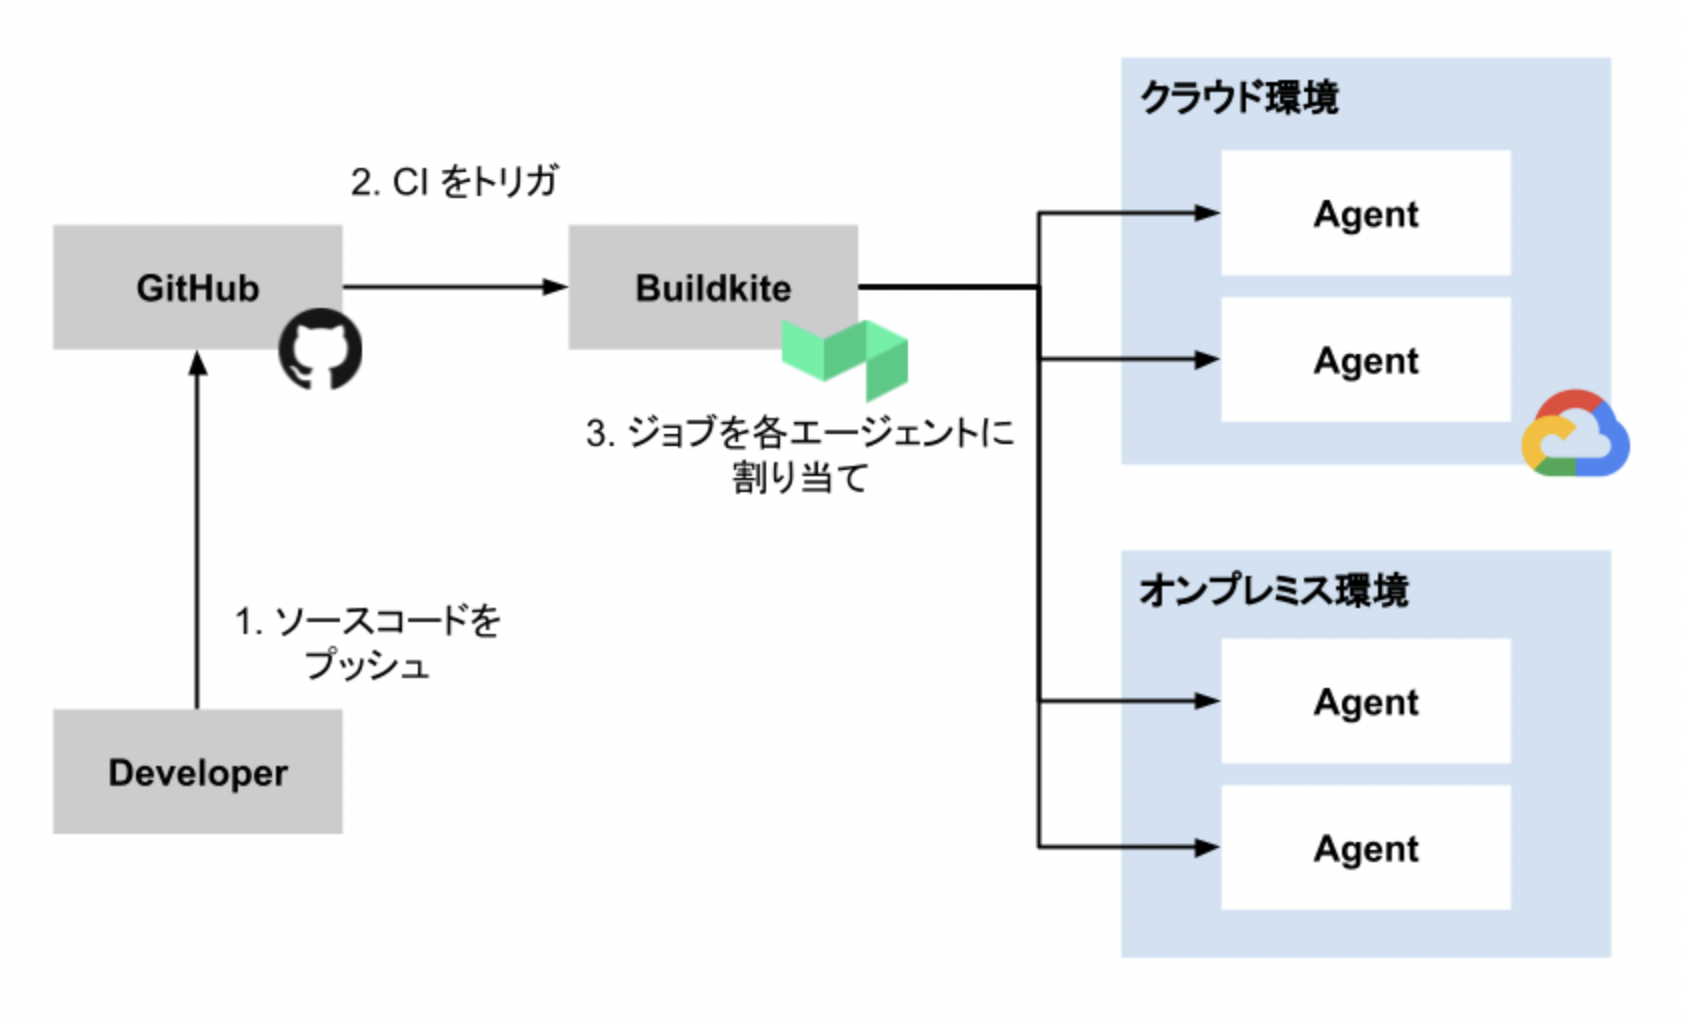 クラウド環境
2. CI をトリガ
Agent
GitHub
Buildkite
Agent
3. ジョブを各エージェントに
割り当て
オンプレミス環境
1. ソースコードを
プッシュ
Agent
Developer
Agent